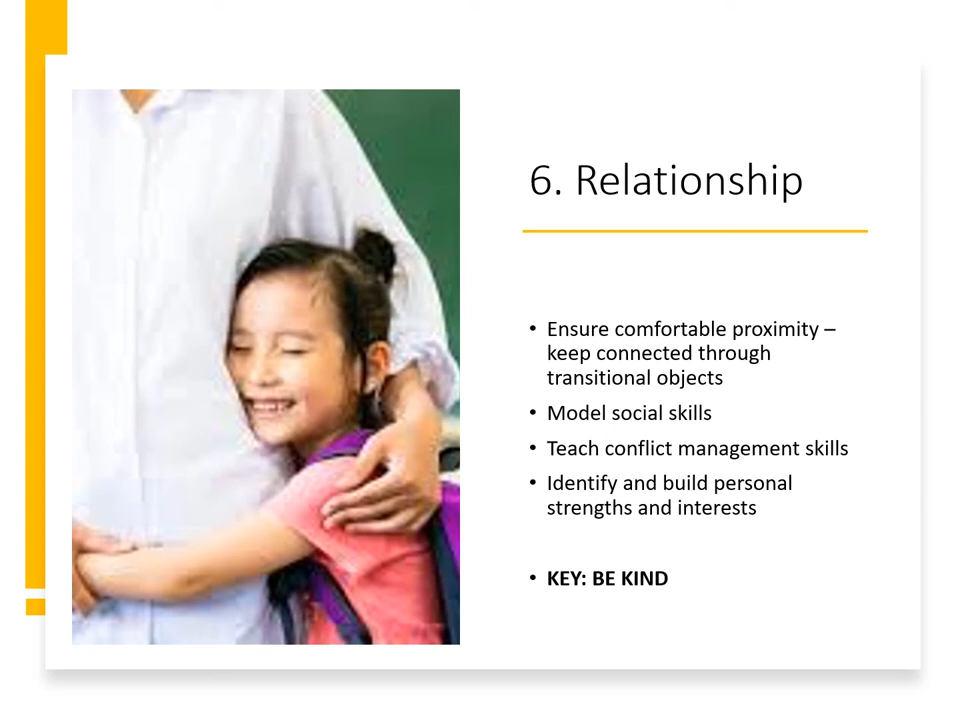 6. Relationship
• Ensure comfortable proximity –
keep connected through
transitional objects
• Model social skills
• Teach conflict management skills
• Identify and build personal
strengths and interests
• KEY: BE KIND